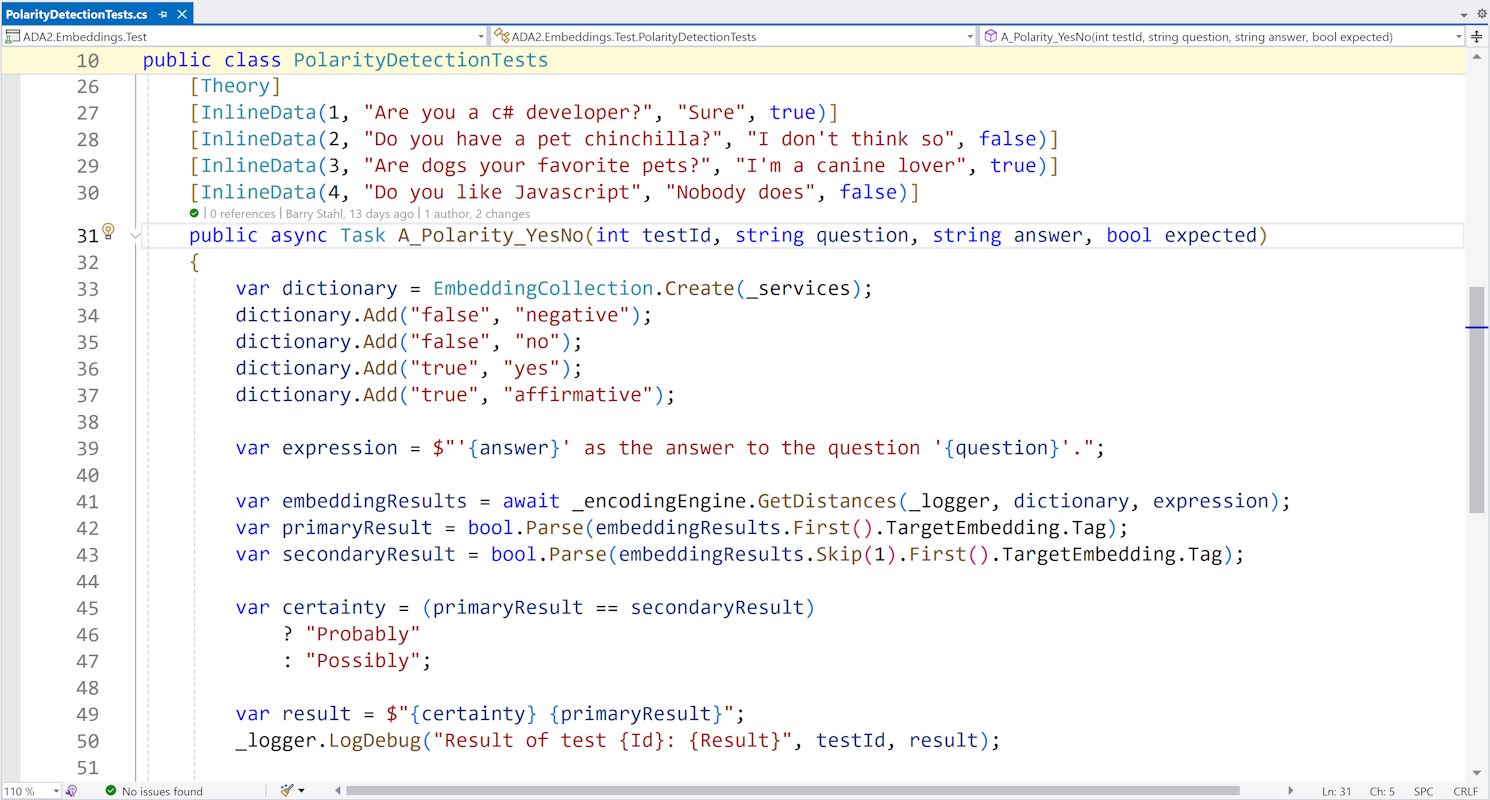 PolarityDetectionTests.cs
ADA2.Embeddings.Test ADA2.Embeddings.Test.PolarityDetectionTests A_Polarity_YesNo(int testId, string question, string answer, bool expected)
10 public class PolarityDetectionTests
26 [Theory]
27 [InlineData(1, "Are you a c# developer?", "Sure", true)]
28 [InlineData(2, "Do you have a pet chinchilla?", "I don't think so", false)]
29 [InlineData(3, "Are dogs your favorite pets?", "I'm a canine lover", true)]
30 [InlineData(4, "Do you like Javascript", "Nobody does", false)]
| 0 references | Barry Stahl, 13 days ago | 1 author, 2 changes
31 public async Task A_Polarity_YesNo(int testId, string question, string answer, bool expected)
32 {
33 var dictionary = EmbeddingCollection.Create(_services);
34 dictionary.Add("false", "negative");
35 dictionary.Add("false", "no");
36 dictionary.Add("true", "yes");
37 dictionary.Add("true", "affirmative");
38
39 var expression = $"'{answer}' as the answer to the question '{question}'.";
40
41 var embeddingResults = await _encodingEngine.GetDistances(_logger, dictionary, expression);
42 var primaryResult = bool.Parse(embeddingResults.First().TargetEmbedding.Tag);
43 var secondaryResult = bool.Parse(embeddingResults.Skip(1).First().TargetEmbedding.Tag);
44
45 var certainty = (primaryResult == secondaryResult)
46 ? "Probably"
47 : "Possibly";
48
49 var result = $"{certainty} {primaryResult}";
50 _logger.LogDebug("Result of test {Id}: {Result}", testId, result);
51
110 % No issues found Ln: 31 Ch: 5 SPC CRLF